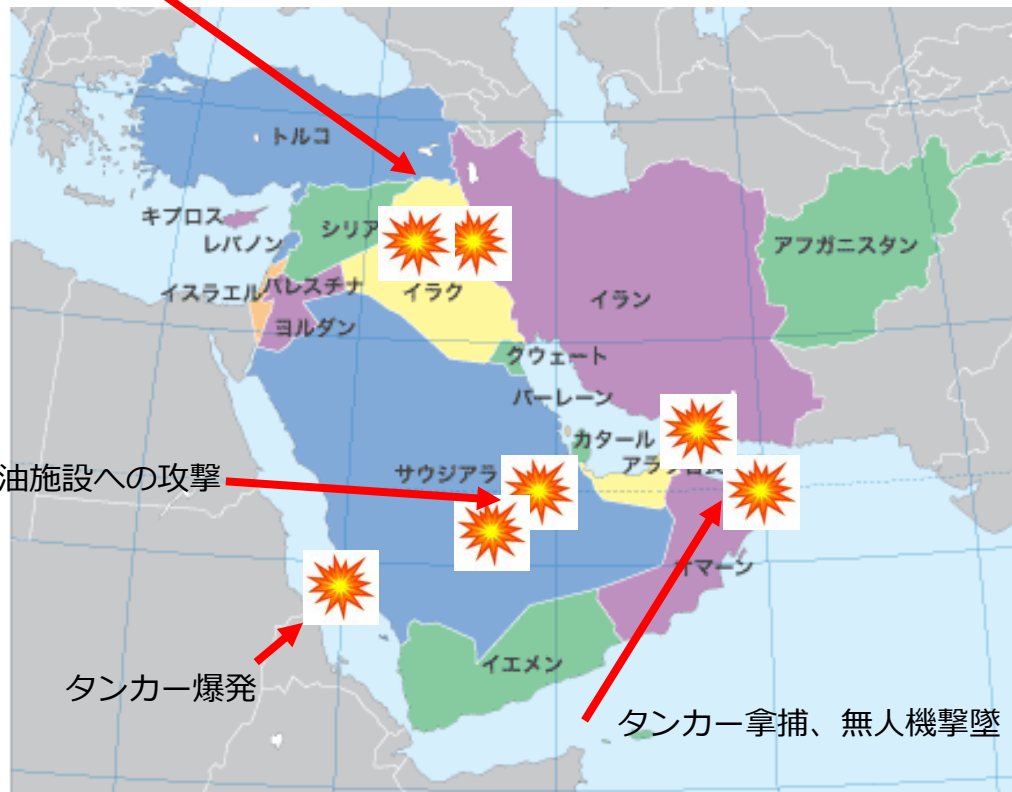 トルコ
キプロス
レバノン
シリア
アフガニスタン
イスラエル
パレスチナ
イラク
イラン
ヨルダン
クウェート
バーレーン
カタール
サウジアラ
油施設への攻撃
オマーン
イエメン
タンカー爆発
タンカー拿捕、無人機撃墜